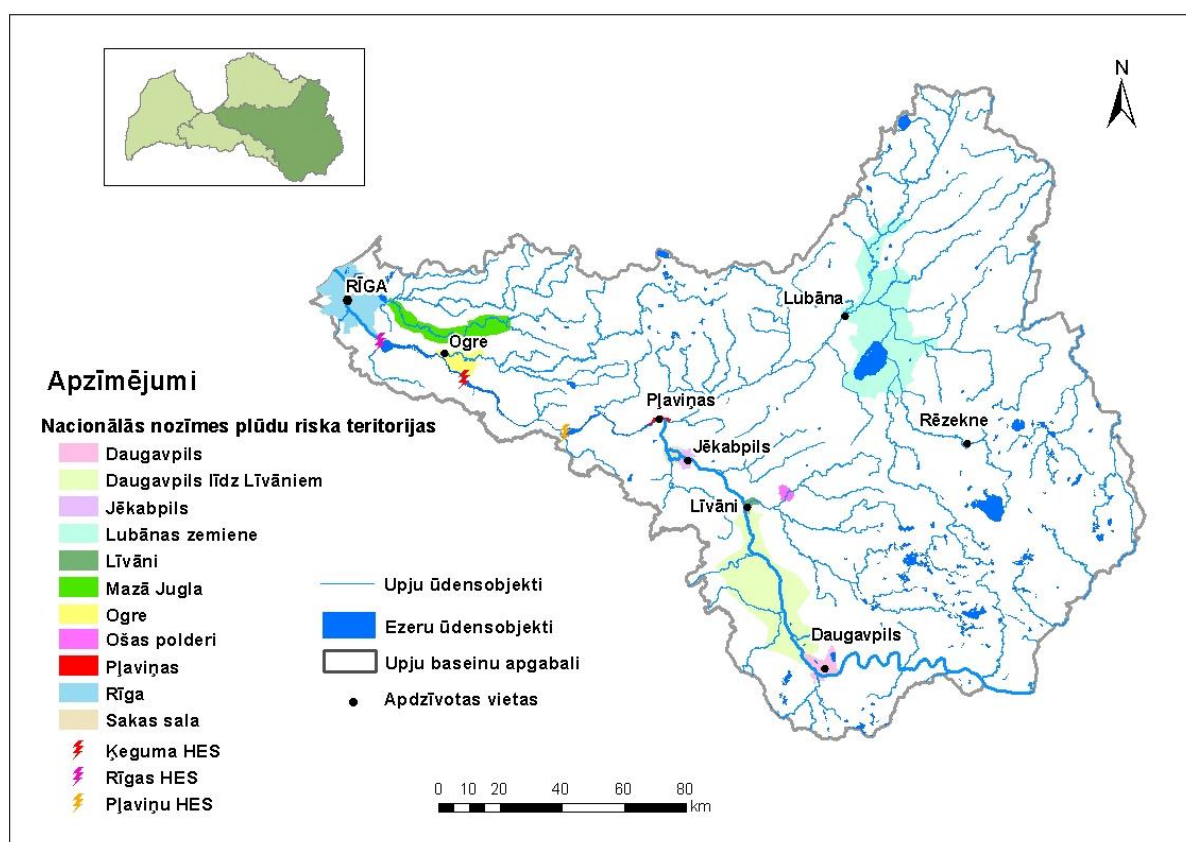 N
RĪGA
Ogre
Lubāna
Pļaviņas
Jēkabpils
Rēzekne
Līvāni
Daugavpils
Apzīmējumi
Nacionālās nozīmes plūdu riska teritorijas
Daugavpils
Daugavpils līdz Līvāniem
Jēkabpils
Lubānas zemiene
Līvāni
Mazā Jugla
Ogre
Ošas polderi
Pļaviņas
Rīga
Sakas sala
Ķeguma HES
Rīgas HES
Pļaviņu HES
Upju ūdensobjekti
Ezeru ūdensobjekti
Upju baseinu apgabali
Apdzīvotas vietas
0 10 20 40 60 80
km